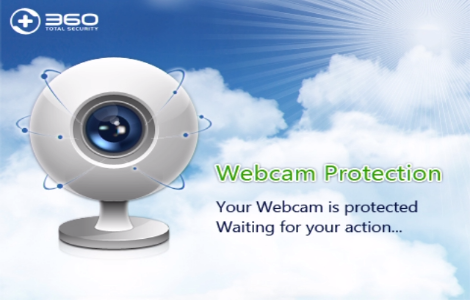 360
TOTAL SECURITY
Webcam Protection
Your Webcam is protected
Waiting for your action...